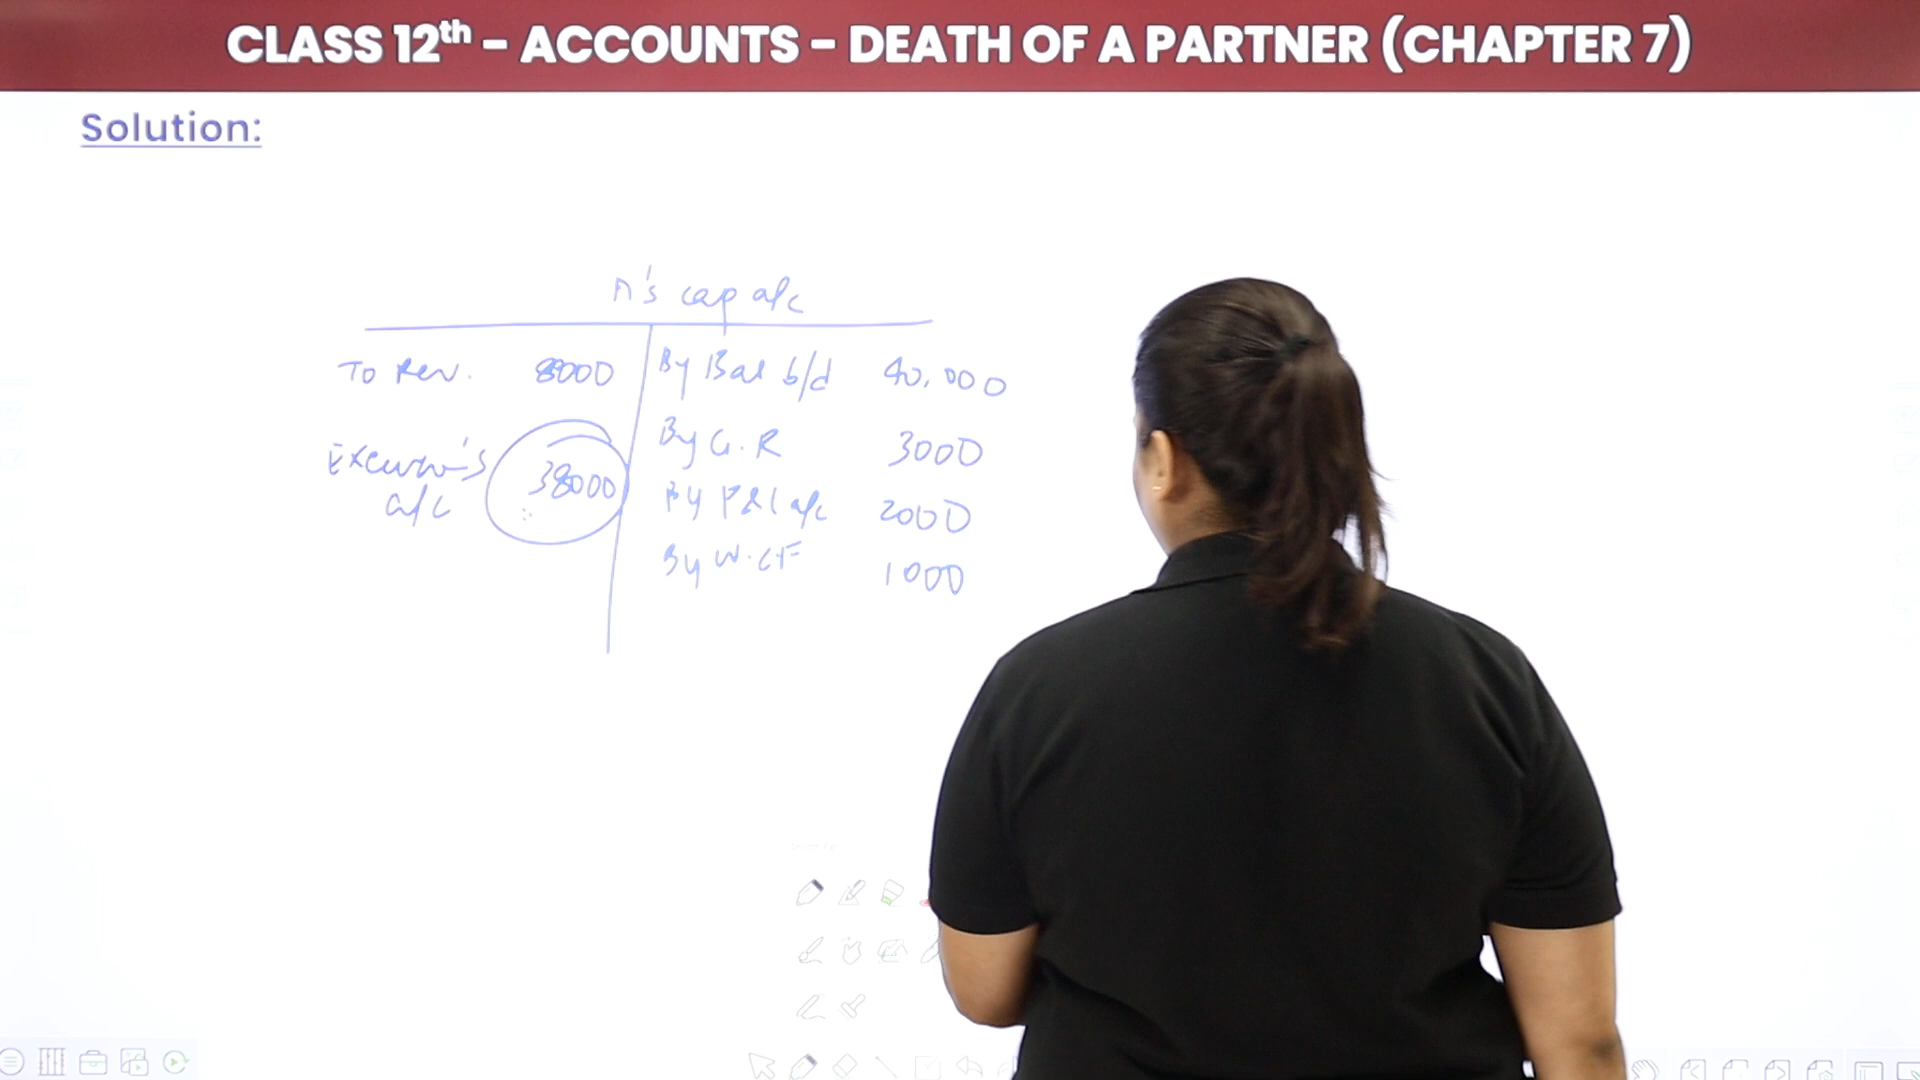 CLASS 12th – ACCOUNTS – DEATH OF A PARTNER (CHAPTER 7)
Solution:
A's cap a/c
To Rev. 8000 By Bal b/d 40,000
By G.R 3000
Executor's a/c 38000
By P&L a/c 2000
By W.CF 1000